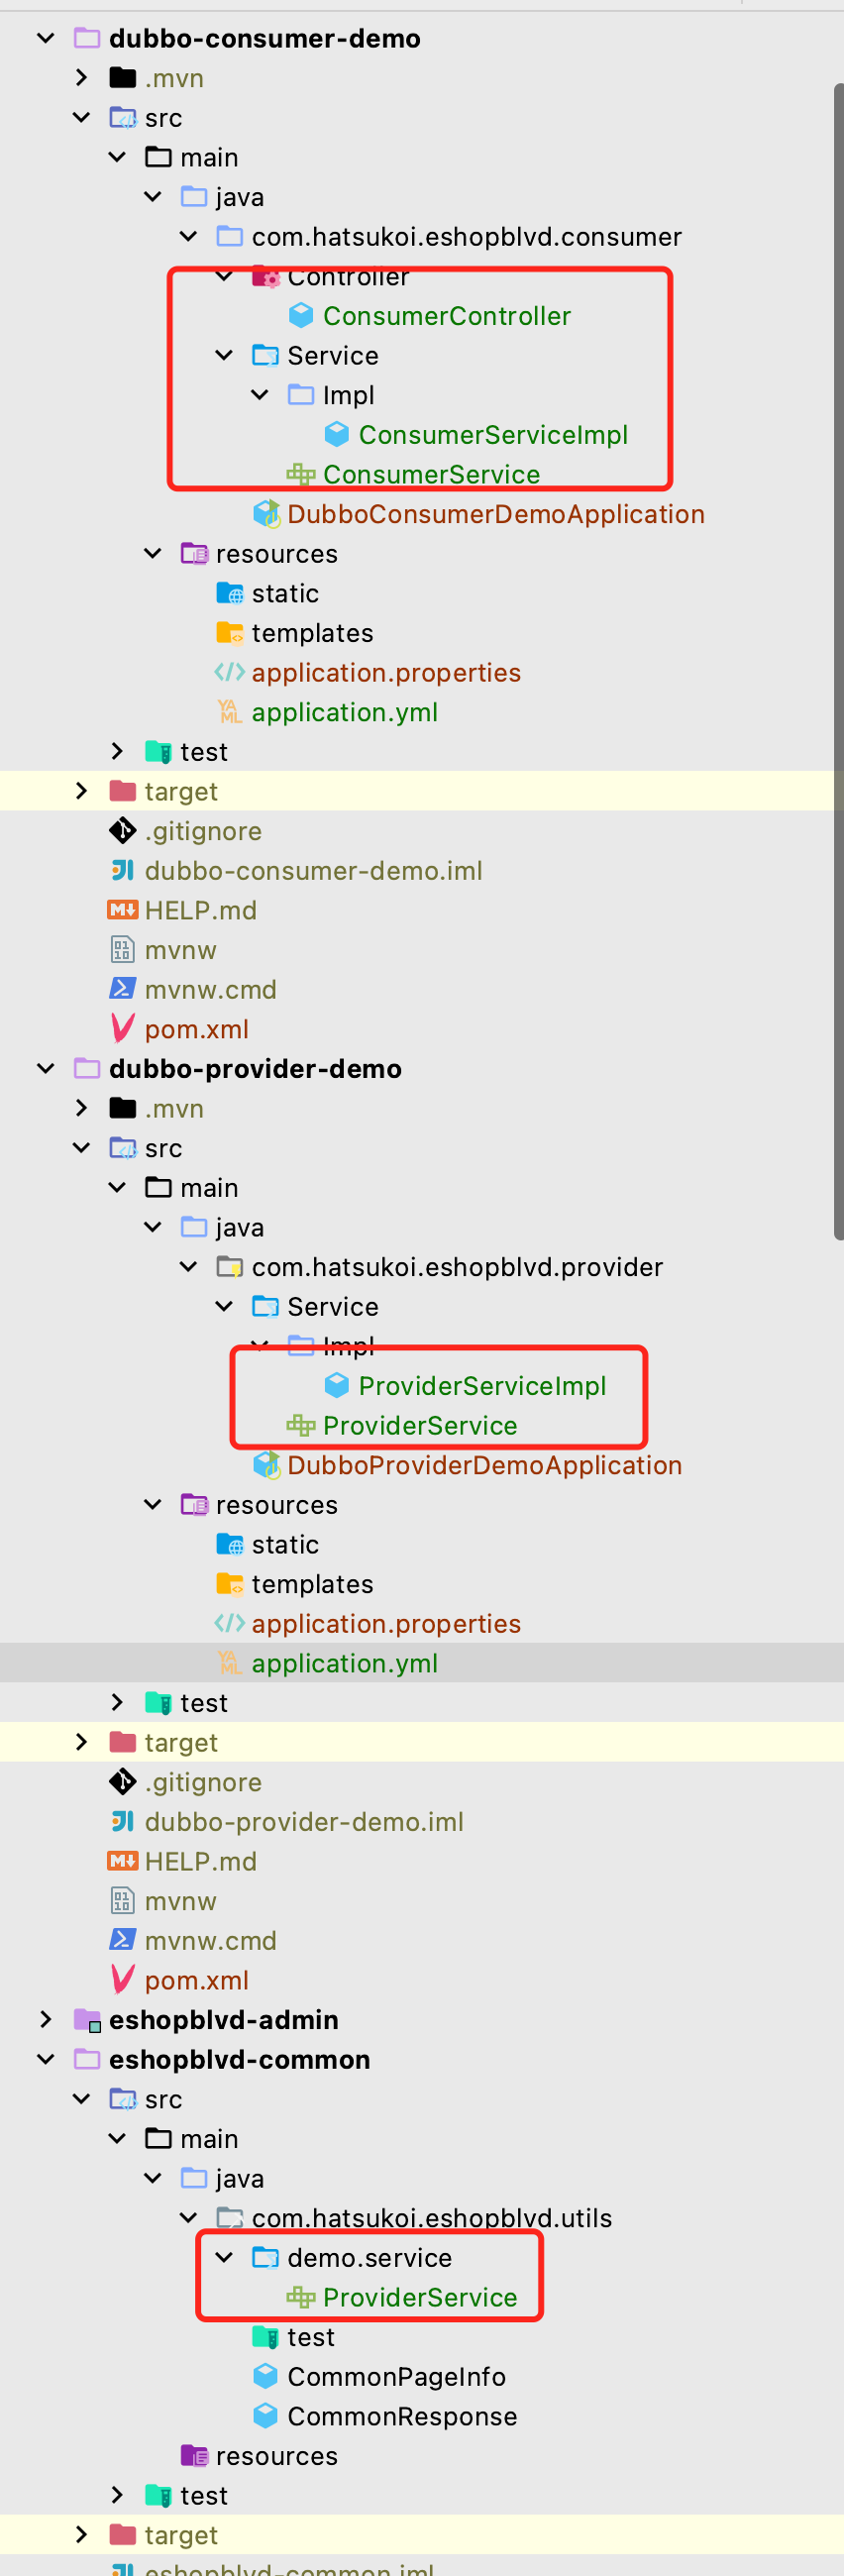 dubbo-consumer-demo
.mvn
src
main
java
com.hatsukoi.eshopblvd.consumer
Controller
ConsumerController
Service
Impl
ConsumerServiceImpl
ConsumerService
DubboConsumerDemoApplication
resources
static
templates
application.properties
application.yml
test
target
.gitignore
dubbo-consumer-demo.iml
HELP.md
mvnw
mvnw.cmd
pom.xml
dubbo-provider-demo
.mvn
src
main
java
com.hatsukoi.eshopblvd.provider
Service
Impl
ProviderServiceImpl
ProviderService
DubboProviderDemoApplication
resources
static
templates
application.properties
application.yml
test
target
.gitignore
dubbo-provider-demo.iml
HELP.md
mvnw
mvnw.cmd
pom.xml
eshopblvd-admin
eshopblvd-common
src
main
java
com.hatsukoi.eshopblvd.utils
demo.service
ProviderService
test
CommonPageInfo
CommonResponse
resources
test
target
eshopblvd-common.iml